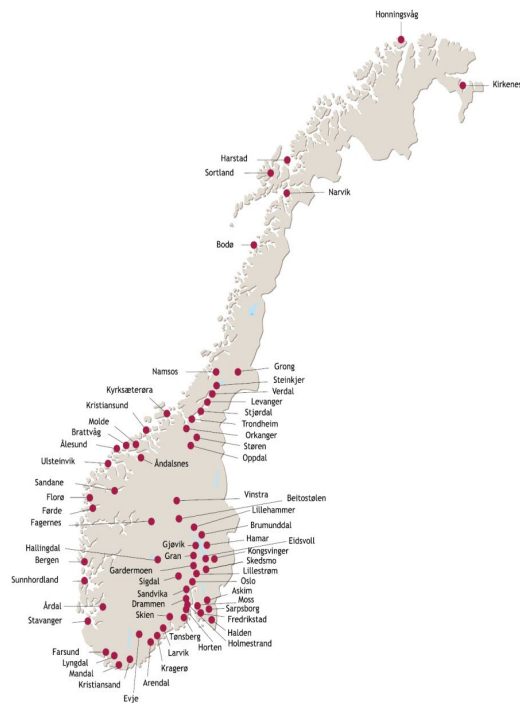 Honningsvåg
Kirkenes
Harstad
Sortland
Narvik
Bodø
Namsos
Grong
Steinkjer
Verdal
Kyrksæterøra
Levanger
Kristiansund
Stjørdal
Molde
Trondheim
Brattvåg
Orkanger
Ålesund
Støren
Oppdal
Ulsteinvik
Åndalsnes
Sandane
Vinstra
Florø
Beitostølen
Førde
Lillehammer
Fagernes
Brumunddal
Gjøvik
Hamar
Eidsvoll
Hallingdal
Gran
Kongsvinger
Bergen
Gardermoen
Skedsmo
Sunnhordland
Sigdal
Lillestrøm
Oslo
Sandvika
Askim
Årdal
Drammen
Moss
Stavanger
Skien
Sarpsborg
Fredrikstad
Tønsberg
Halden
Horten
Holmestrand
Farsund
Larvik
Lyngdal
Kragerø
Mandal
Arendal
Kristiansand
Evje